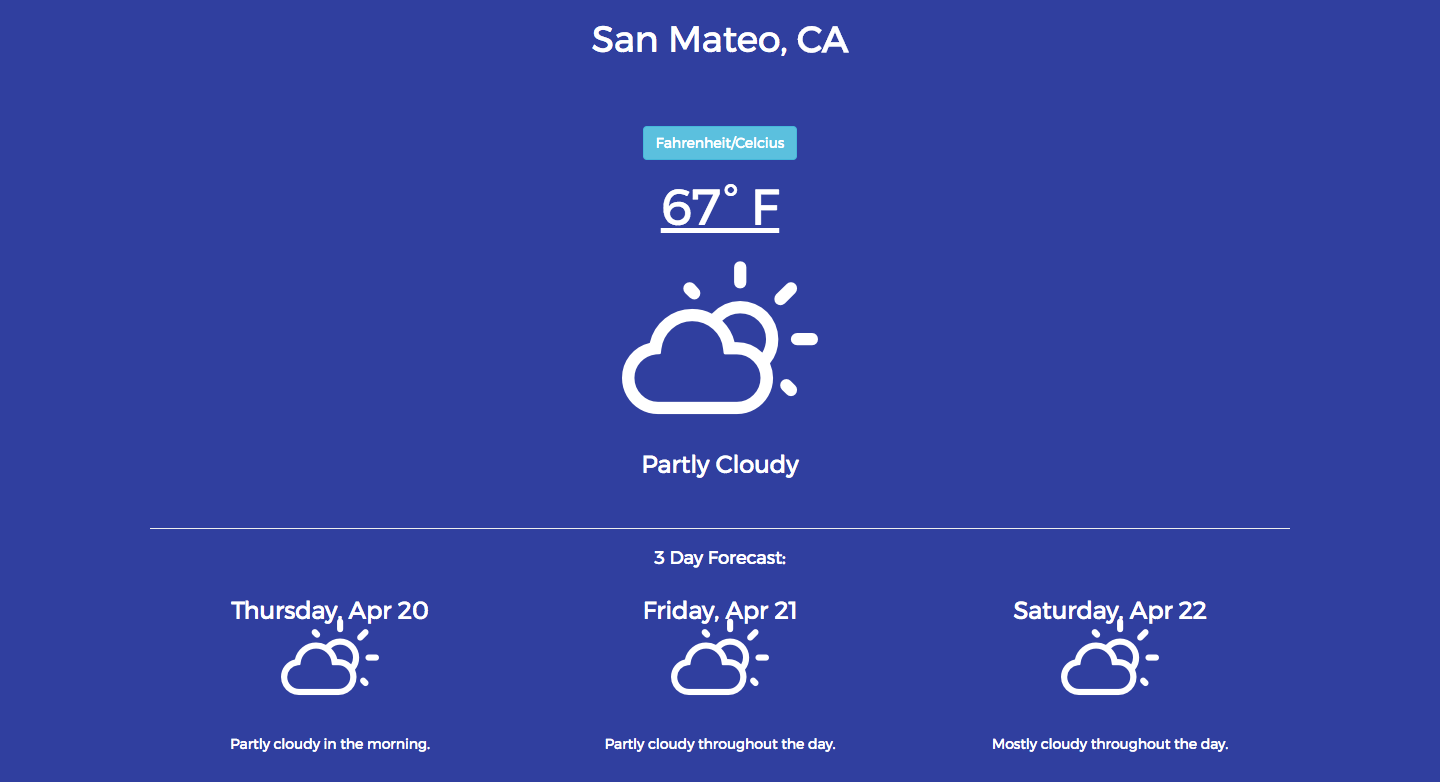 San Mateo, CA
Fahrenheit/Celcius
67° F
Partly Cloudy
3 Day Forecast:
Thursday, Apr 20
Friday, Apr 21
Saturday, Apr 22
Partly cloudy in the morning.
Partly cloudy throughout the day.
Mostly cloudy throughout the day.